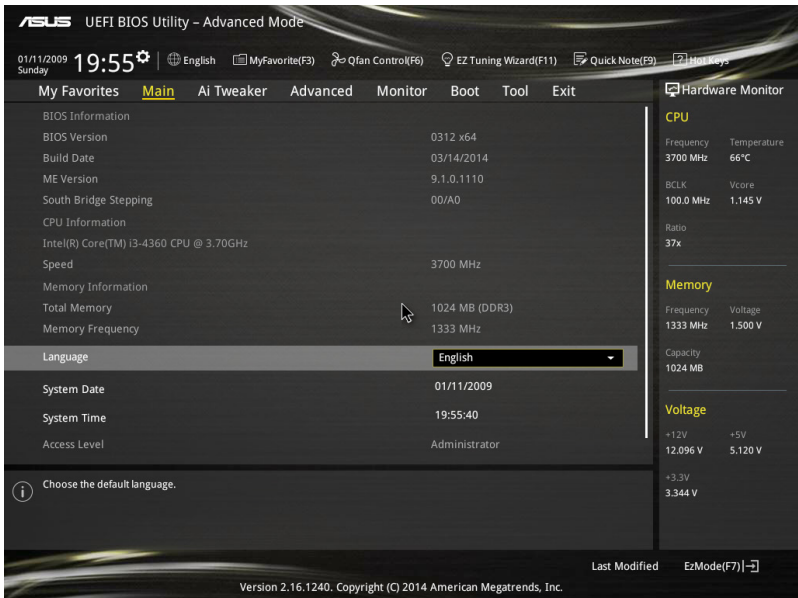 ASUS UEFI BIOS Utility – Advanced Mode
01/11/2009
Sunday
19:55
English
MyFavorite(F3)
Qfan Control(F6)
EZ Tuning Wizard(F11)
Quick Note(F9)
? Hot Keys
My Favorites Main Ai Tweaker Advanced Monitor Boot Tool Exit
BIOS Information
BIOS Version 0312 x64
Build Date 03/14/2014
ME Version 9.1.0.1110
South Bridge Stepping 00/A0
CPU Information
Intel(R) Core(TM) i3-4360 CPU @ 3.70GHz
Speed 3700 MHz
Memory Information
Total Memory 1024 MB (DDR3)
Memory Frequency 1333 MHz
Language English
System Date 01/11/2009
System Time 19:55:40
Access Level Administrator
i Choose the default language.
Hardware Monitor
CPU
Frequency Temperature
3700 MHz 66°C
BCLK Vcore
100.0 MHz 1.145 V
Ratio
37x
Memory
Frequency Voltage
1333 MHz 1.500 V
Capacity
1024 MB
Voltage
+12V +5V
12.096 V 5.120 V
+3.3V
3.344 V
Last Modified EzMode(F7)
Version 2.16.1240. Copyright (C) 2014 American Megatrends, Inc.